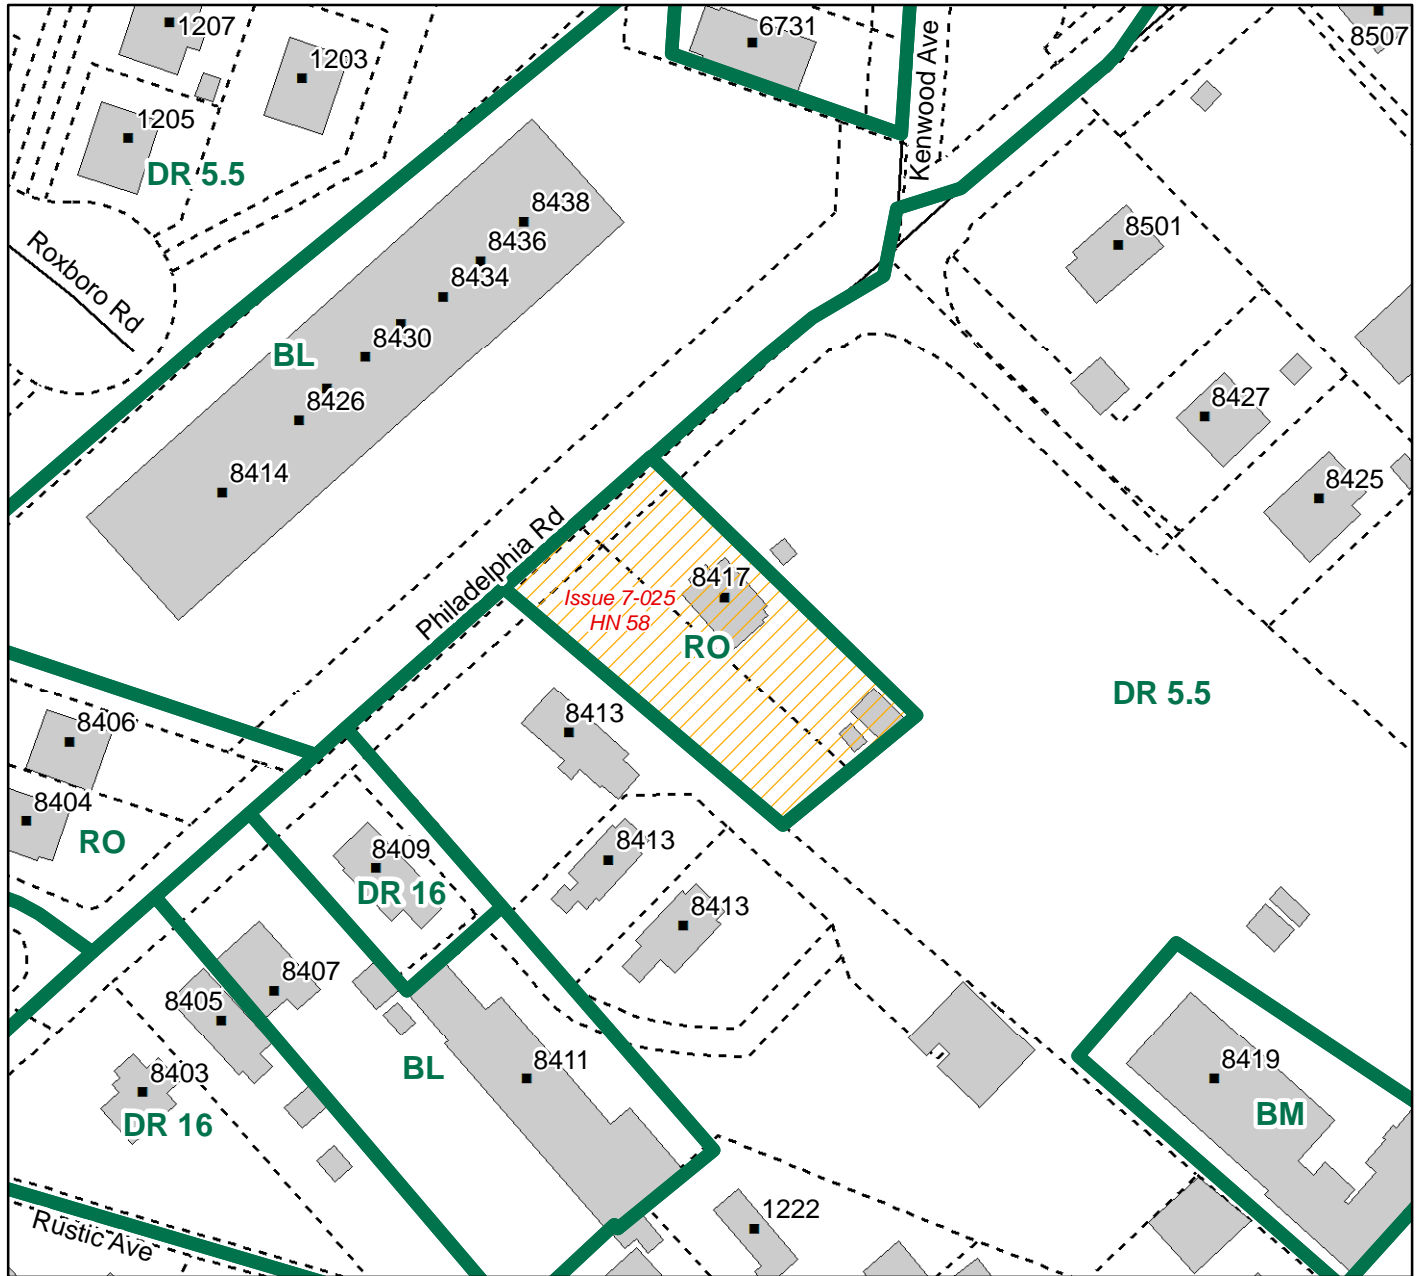 1207
6731
8507
1203
Kenwood Ave
1205
DR 5.5
8438
8501
8436
Roxboro Rd
8434
8430
BL
8427
8426
8414
8425
Philadelphia Rd
8417
Issue 7-025
HN 58
RO
DR 5.5
8406
8413
8404
RO
8409
8413
DR 16
8413
8407
8405
8411
8419
BL
8403
BM
DR 16
1222
Rustic Ave